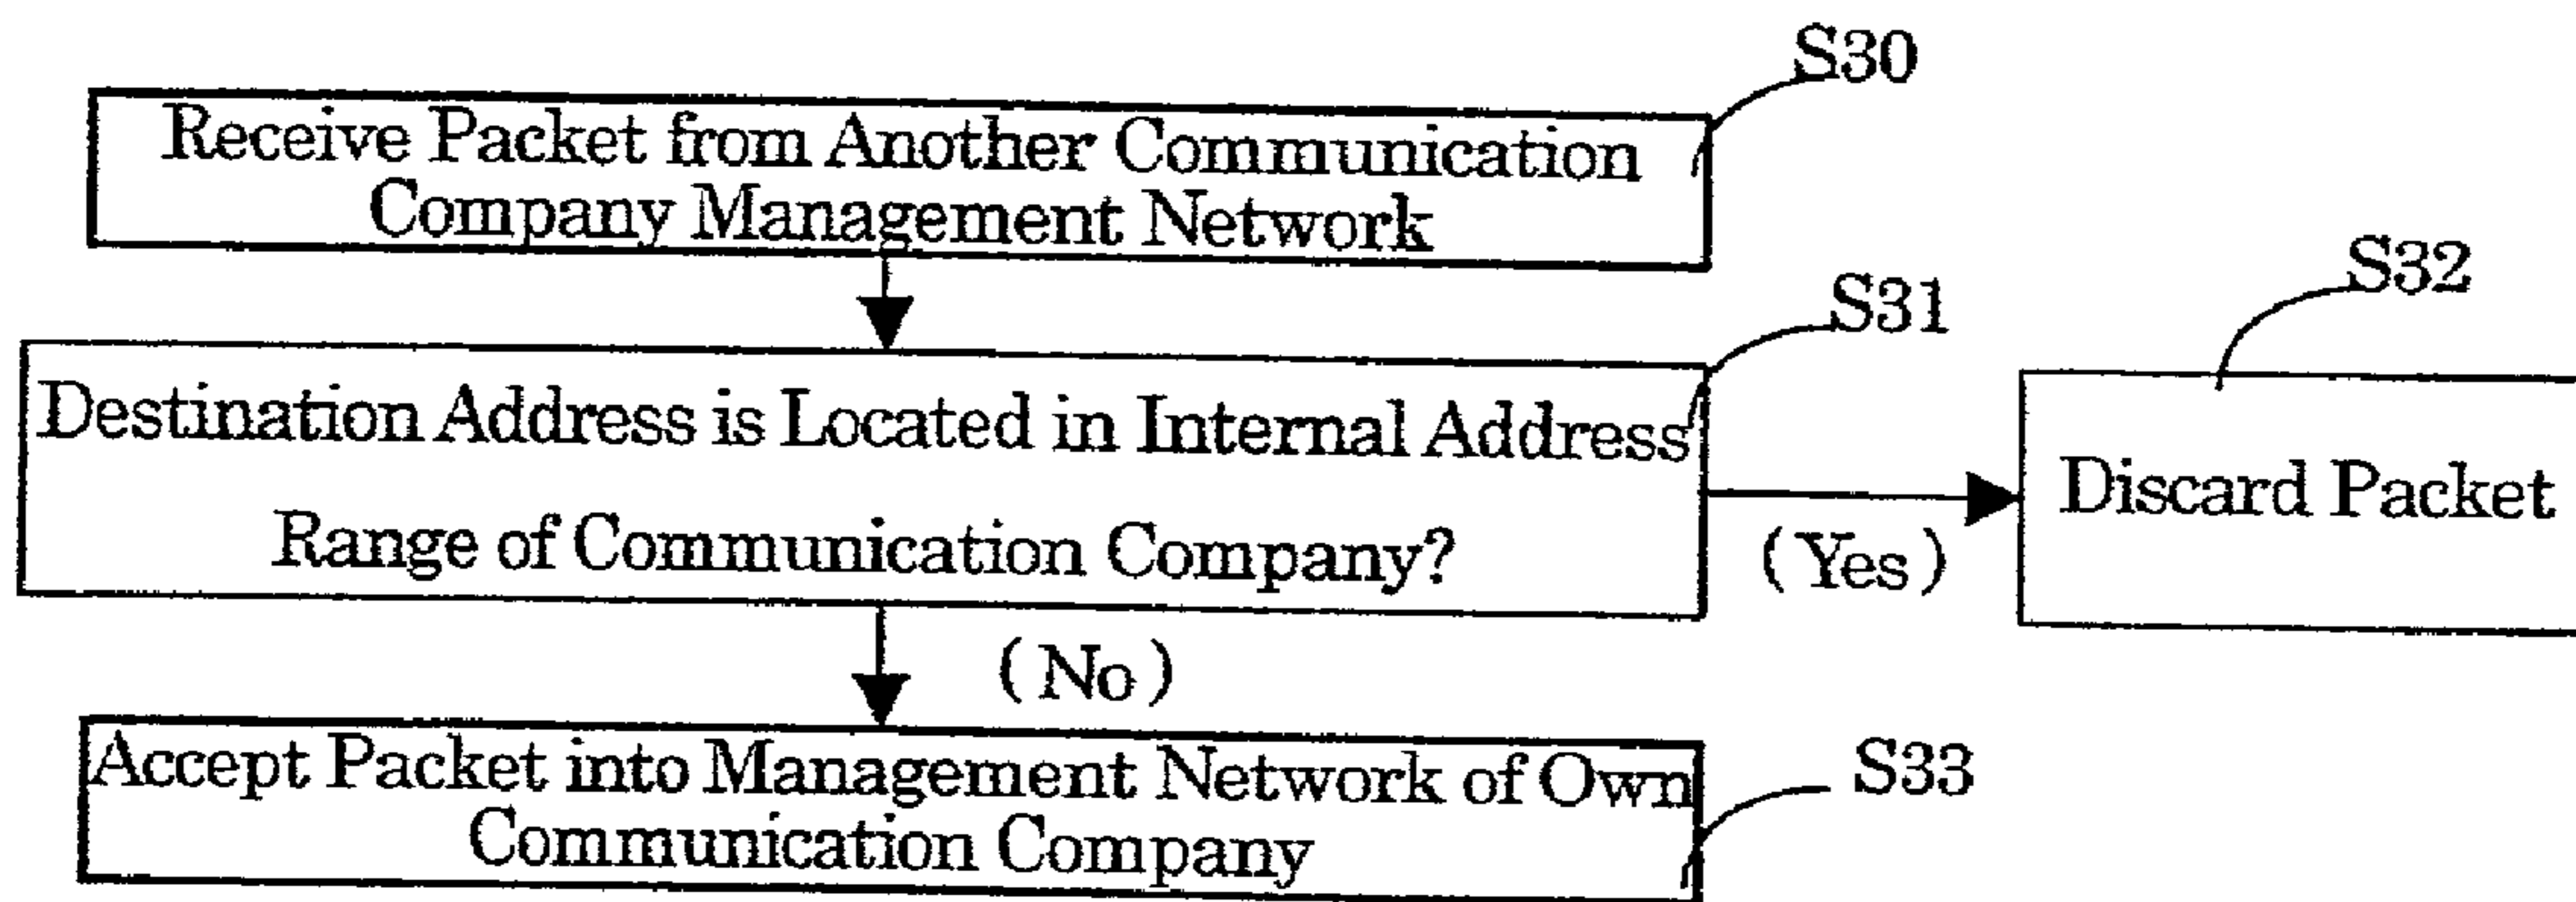 S30
Receive Packet from Another Communication
Company Management Network
S31
Destination Address is Located in Internal Address
Range of Communication Company?
S32
Discard Packet
(Yes)
(No)
Accept Packet into Management Network of Own
Communication Company
S33